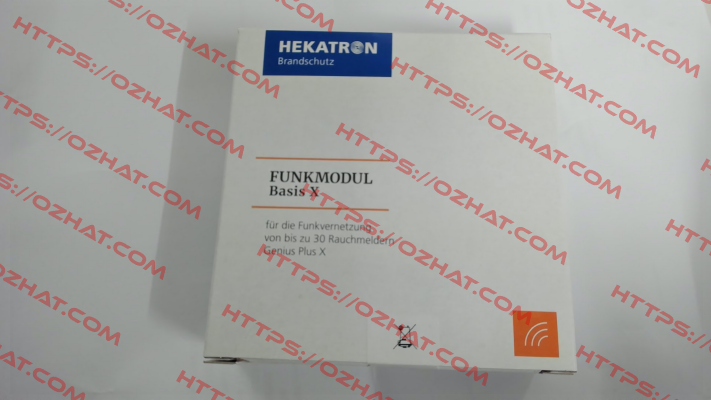 HEKATRON
Brandschutz
FUNKMODUL
Basis X
für die Funkvernetzung
von bis zu 30 Rauchmeldern
Genius Plus X
HTTPS://OZHAT.COM